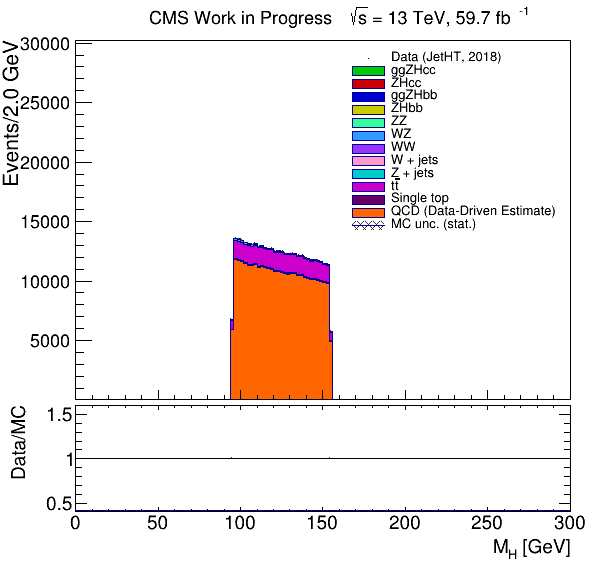 CMS Work in Progress √s = 13 TeV, 59.7 fb⁻¹
Events/2.0 GeV
30000
25000
20000
15000
10000
5000
Data (JetHT, 2018)
ggZHcc
ZHcc
ggZHbb
ZHbb
ZZ
WZ
WW
W + jets
Z + jets
tt̅
Single top
QCD (Data-Driven Estimate)
MC unc. (stat.)
Data/MC
1.5
1
0.5
0 50 100 150 200 250 300
M_H [GeV]